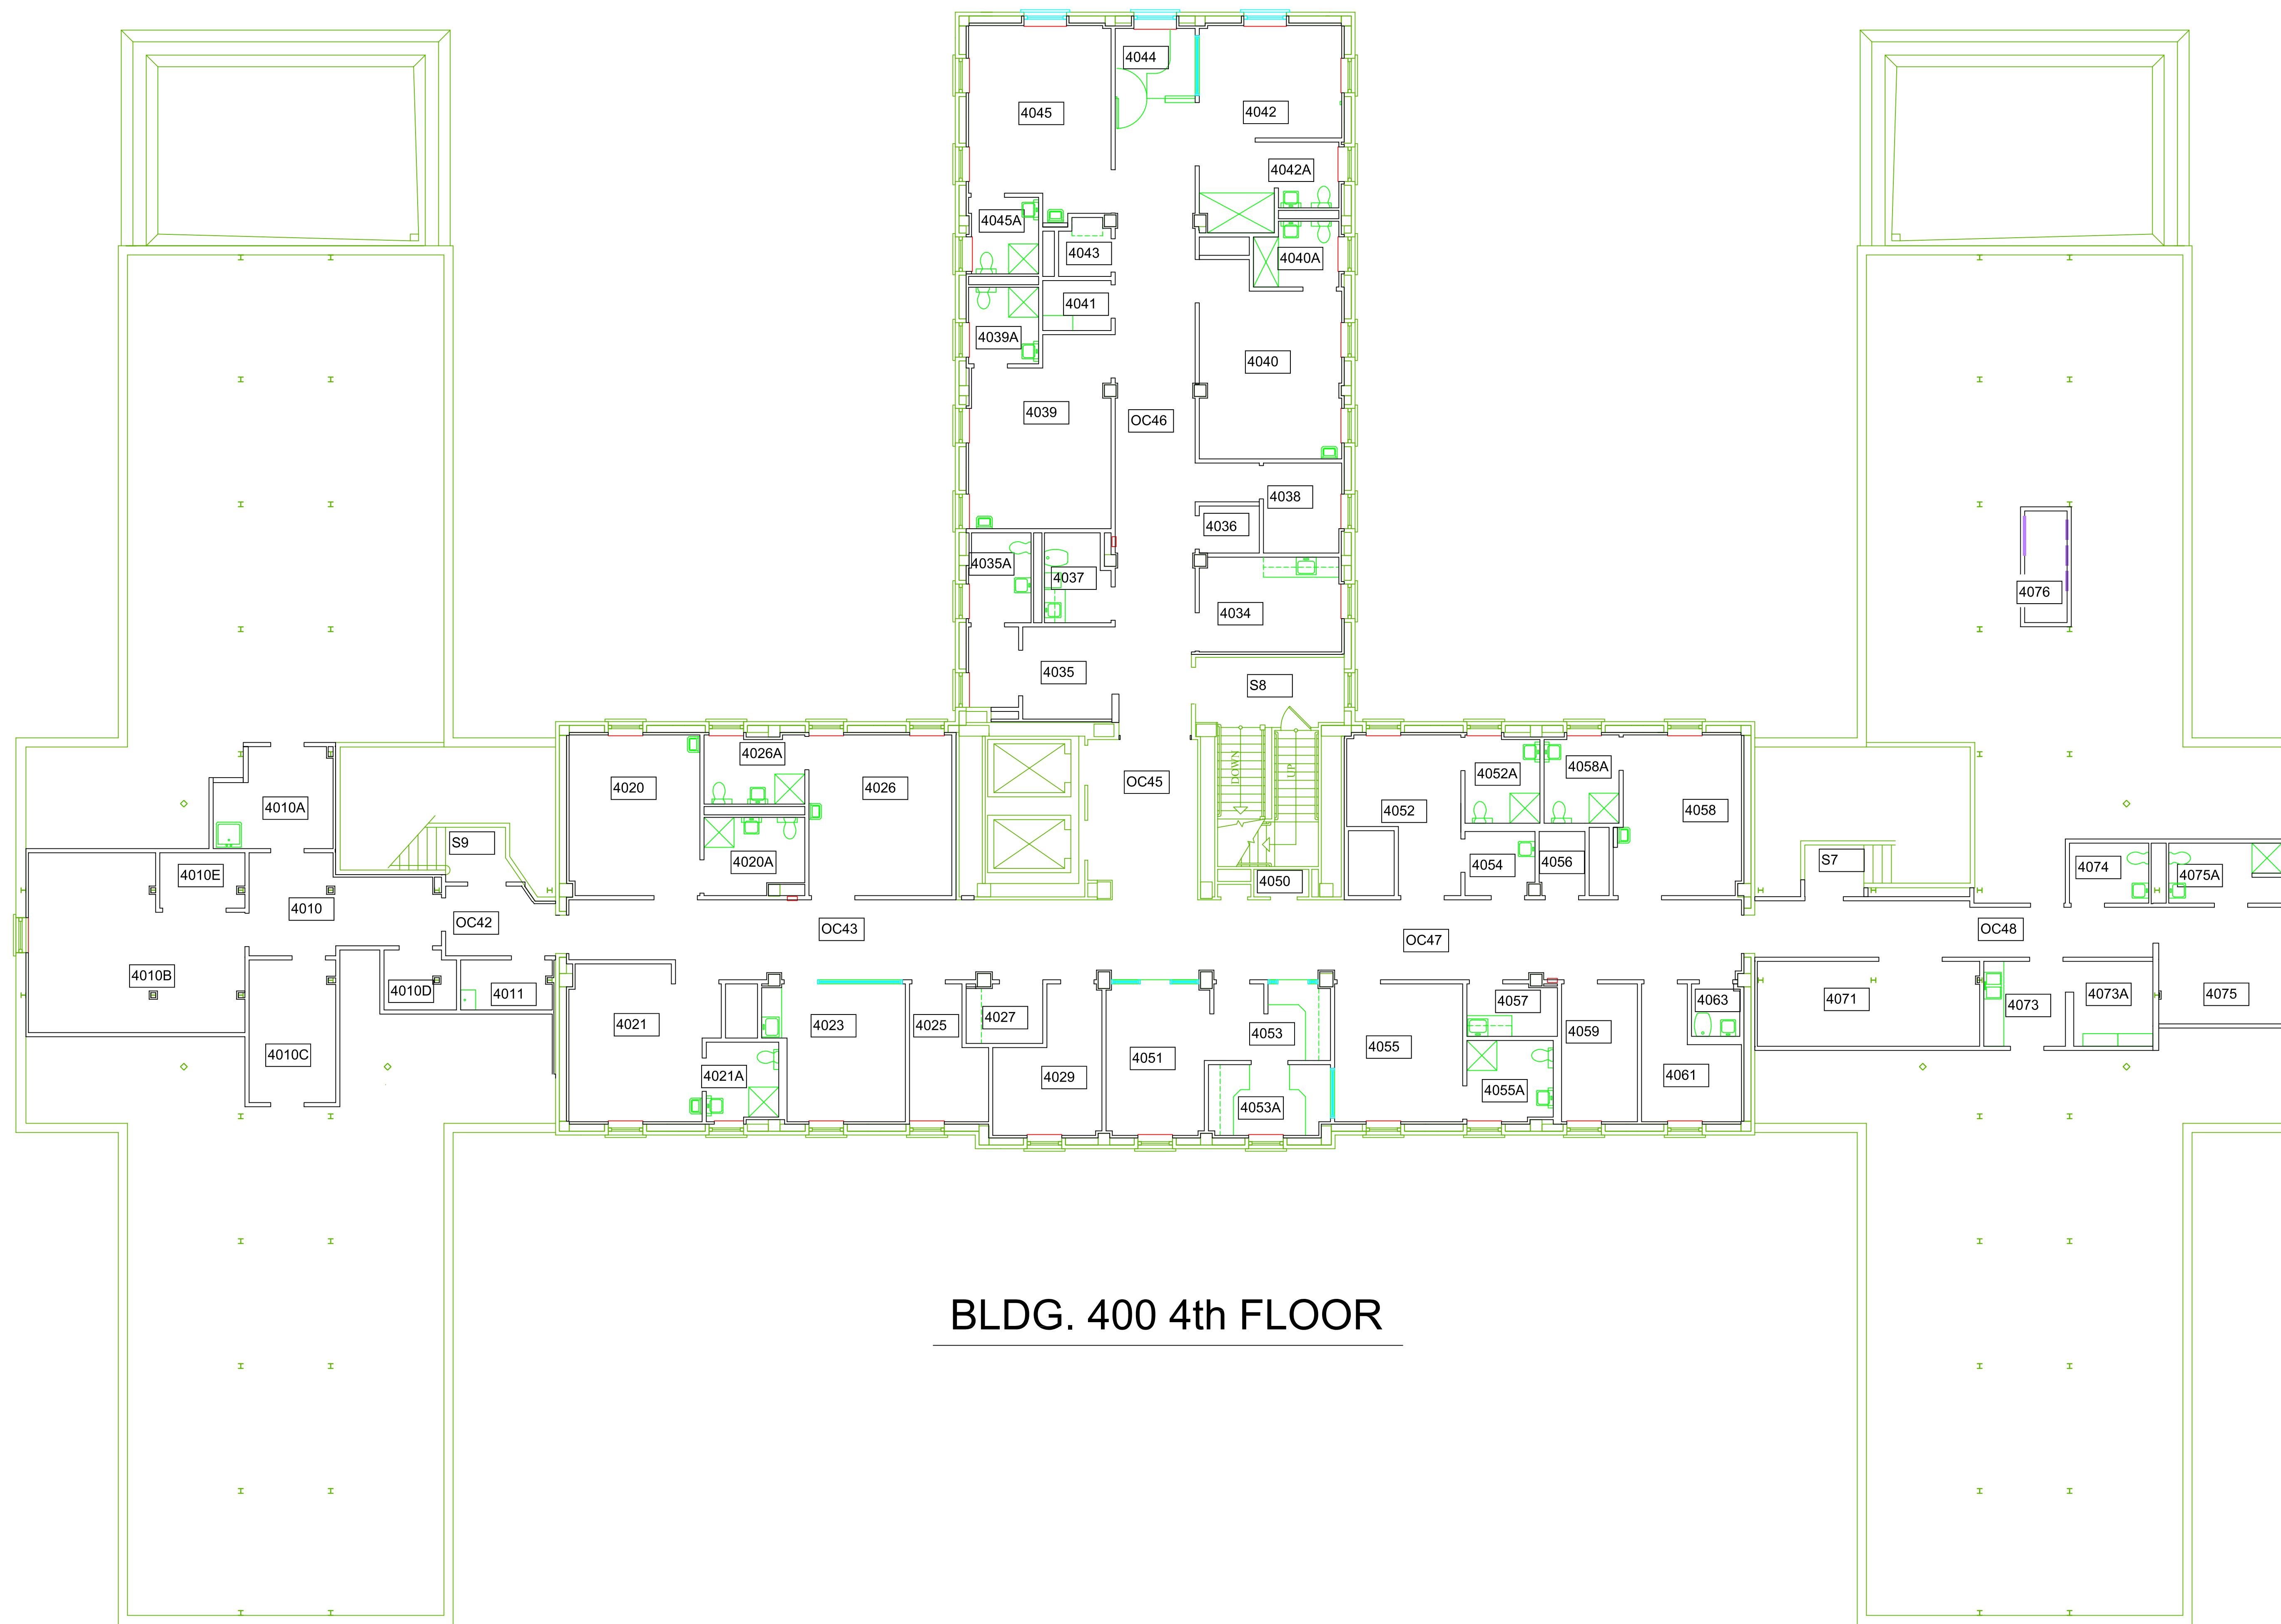 4044
4045
4042
4042A
4045A
4043
4040A
4041
4039A
4040
4039
OC46
4038
4036
4035A
4037
4076
4034
4035
S8
4026A
4020
4026
OC45
DOWN
UP
4052A
4058A
4010A
4052
4058
S9
4020A
4054
4056
S7
4010E
4050
4074
4075A
4010
OC42
OC43
OC47
OC48
4010B
4010D
4011
4021
4023
4025
4027
4051
4053
4055
4057
4059
4063
4071
4073
4073A
4075
4010C
4021A
4029
4053A
4055A
4061
BLDG. 400 4th FLOOR